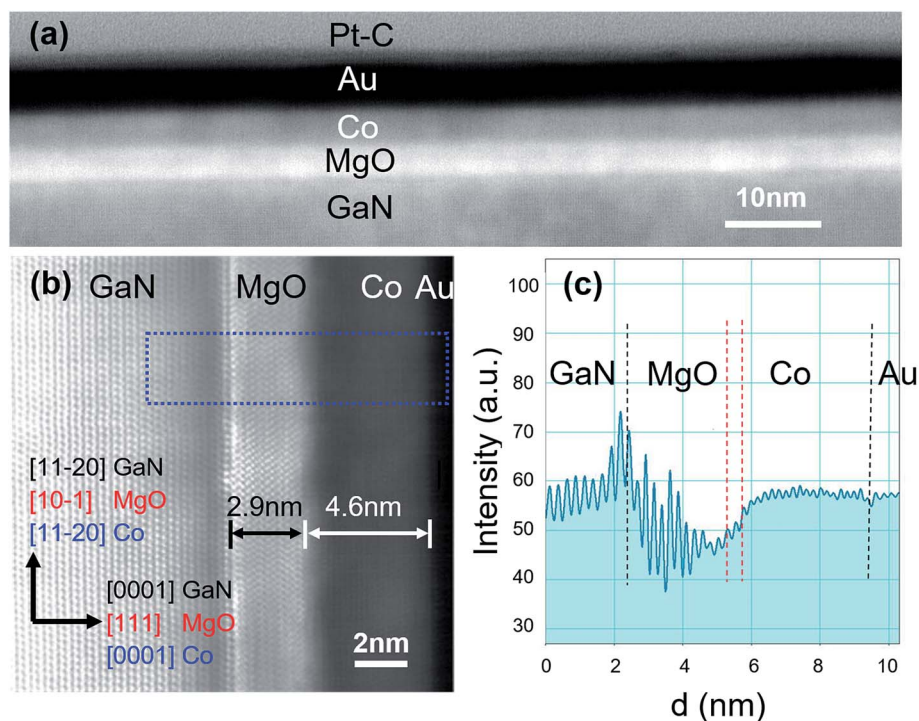 (a)
Pt-C
Au
Co
MgO
GaN
10nm
(b)
GaN MgO Co Au
2.9nm 4.6nm
[11-20] GaN
[10-1] MgO
[11-20] Co
[0001] GaN
[111] MgO
[0001] Co
2nm
(c)
100
90
80
70
60
50
40
30
GaN MgO Co Au
Intensity (a.u.)
0 2 4 6 8 10
d (nm)